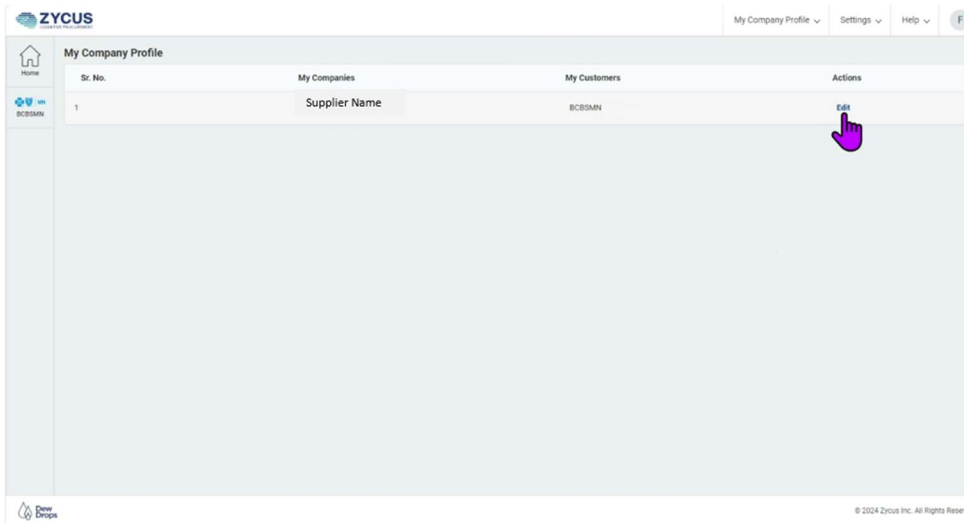 ZYCUS
My Company Profile Settings Help F
Home
My Company Profile
Sr. No. My Companies My Customers Actions
BCBSMN
1 Supplier Name BCBSMN Edit
Dew
Drops
© 2024 Zycus Inc. All Rights Reser